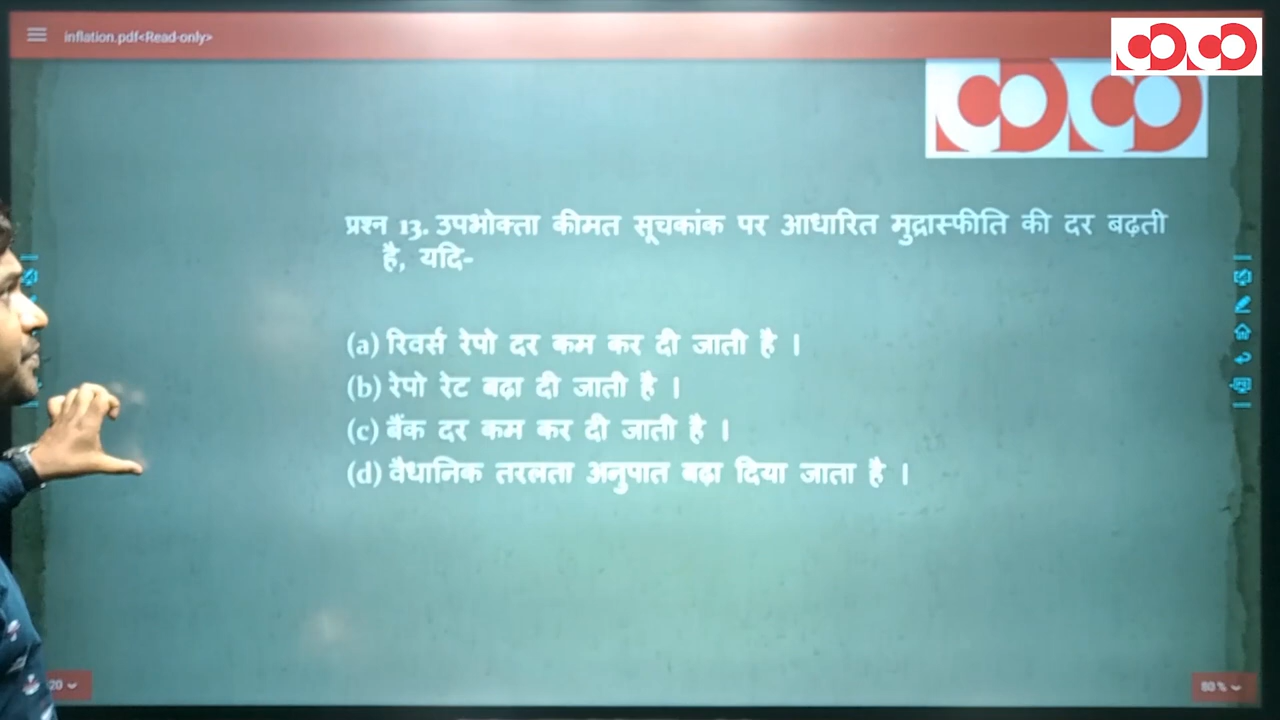 inflation.pdf<Read-only>
प्रश्न 13. उपभोक्ता कीमत सूचकांक पर आधारित मुद्रास्फीति की दर बढ़ती
है, यदि-
(a) रिवर्स रेपो दर कम कर दी जाती है ।
(b) रेपो रेट बढ़ा दी जाती है ।
(c) बैंक दर कम कर दी जाती है ।
(d) वैधानिक तरलता अनुपात बढ़ा दिया जाता है ।
20
80 %